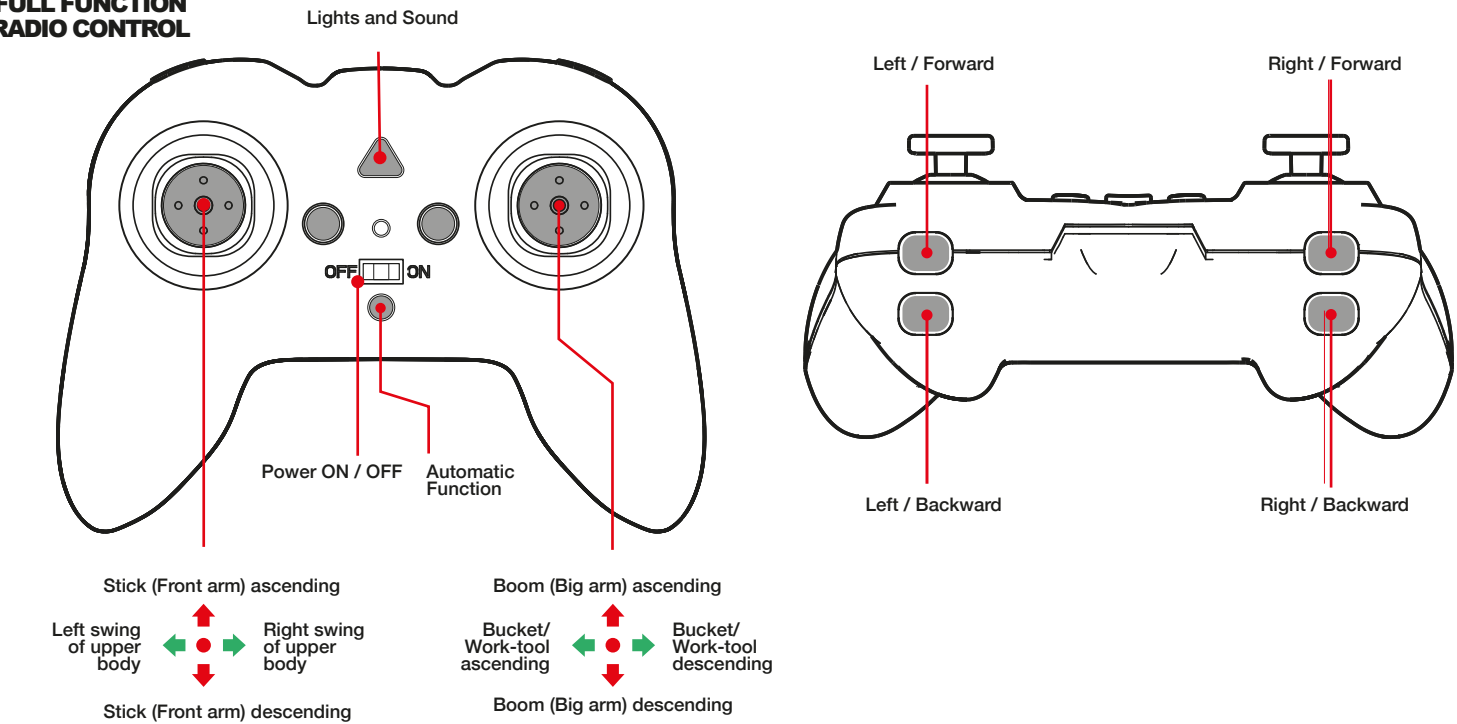 FULL FUNCTION
RADIO CONTROL
Lights and Sound
OFF
ON
Power ON / OFF
Automatic
Function
Stick (Front arm) ascending
Left swing
of upper
body
Right swing
of upper
body
Stick (Front arm) descending
Boom (Big arm) ascending
Bucket/
Work-tool
ascending
Bucket/
Work-tool
descending
Boom (Big arm) descending
Left / Forward
Right / Forward
Left / Backward
Right / Backward